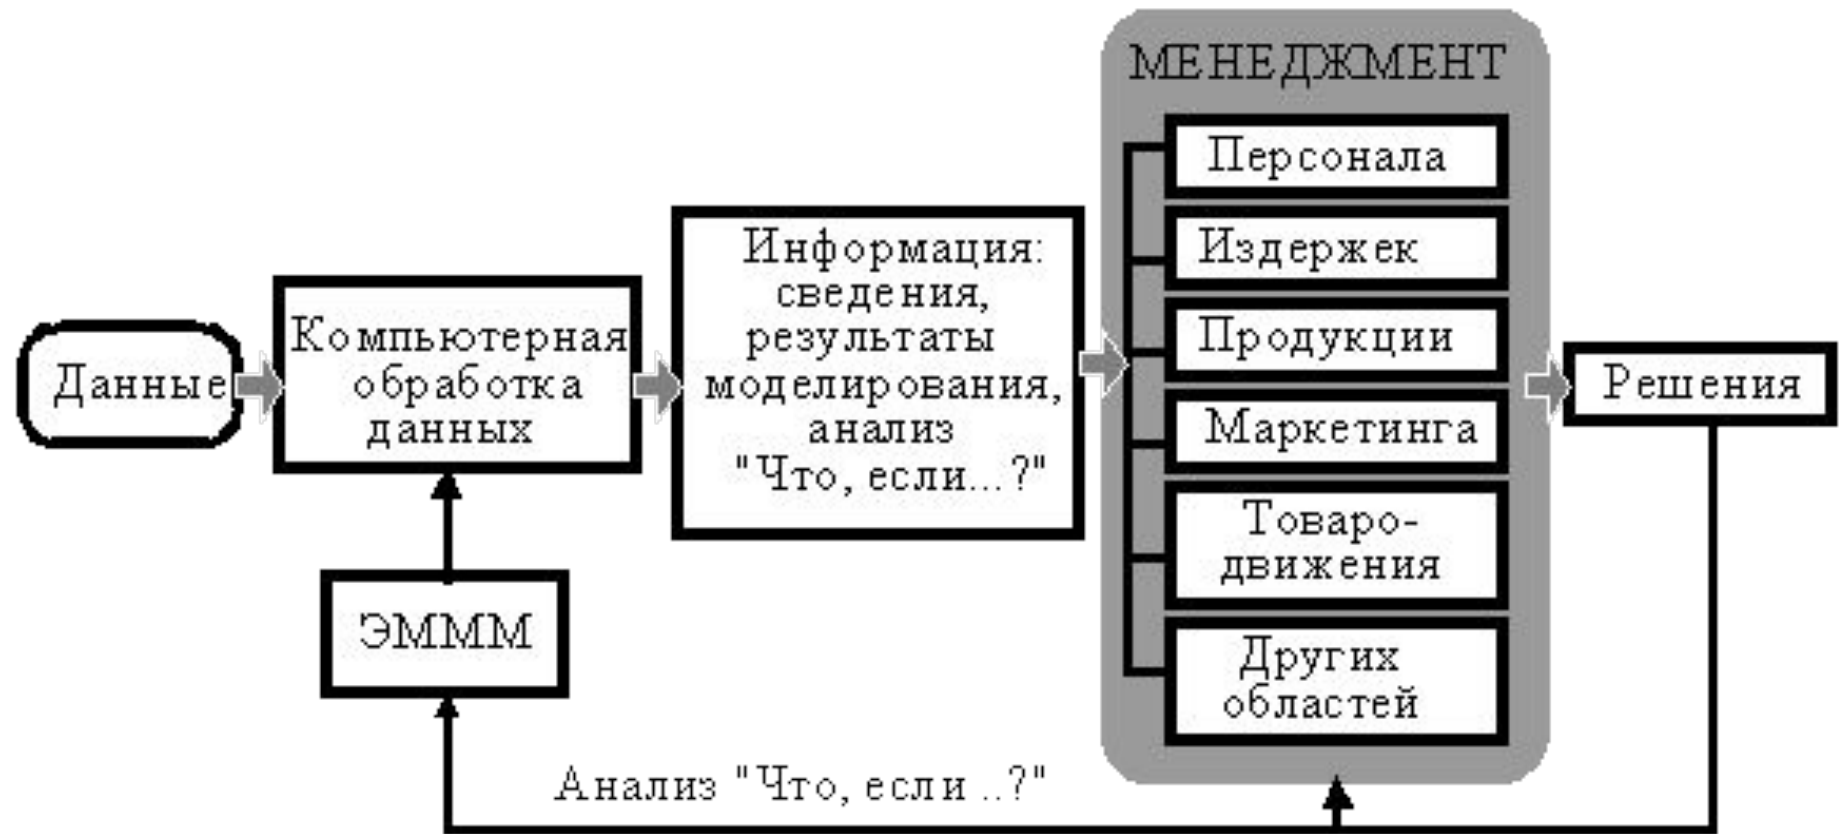 Данные
Компьютерная
обработка
данных
ЭМММ
Информация:
сведения,
результаты
моделирования,
анализ
"Что, если...?"
МЕНЕДЖМЕНТ
Персонала
Издержек
Продукции
Маркетинга
Товаро-
движения
Других
областей
Решения
Анализ "Что, если ...?"